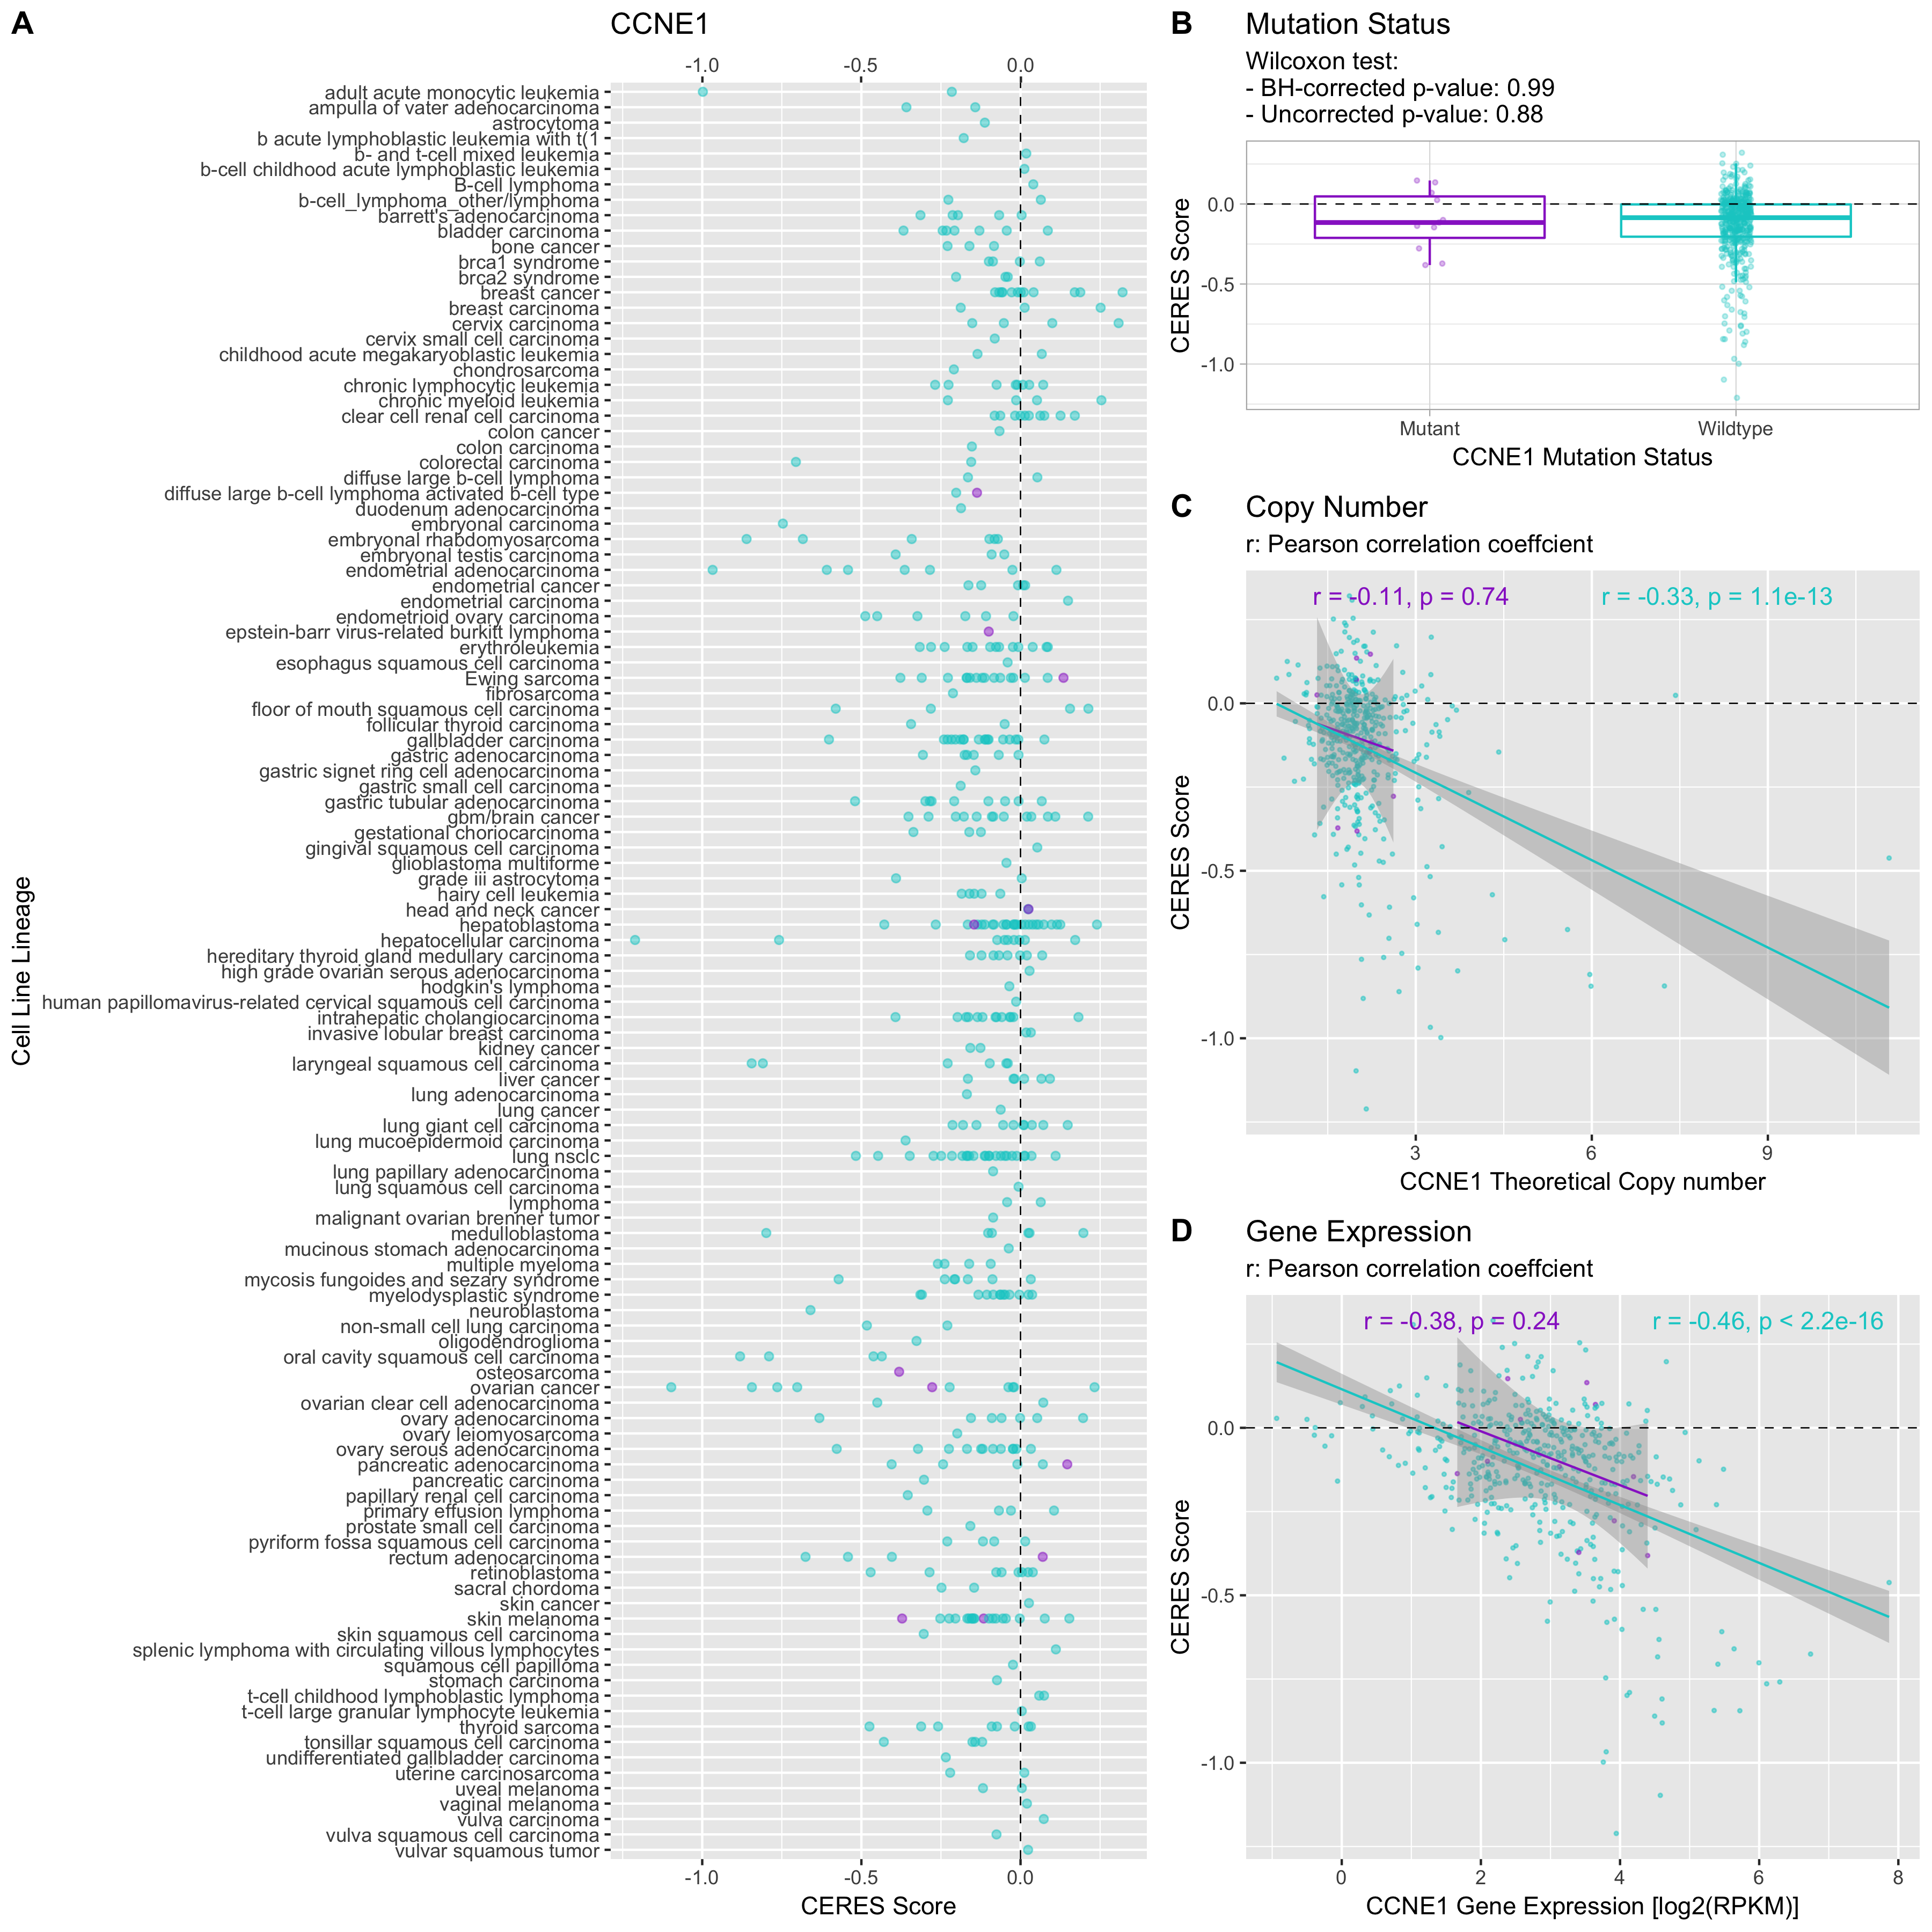 A
CCNE1
-1.0 -0.5 0.0
Cell Line Lineage
adult acute monocytic leukemia
ampulla of vater adenocarcinoma
astrocytoma
b acute lymphoblastic leukemia with t(1
b- and t-cell mixed leukemia
b-cell childhood acute lymphoblastic leukemia
B-cell lymphoma
b-cell_lymphoma_other/lymphoma
barrett's adenocarcinoma
bladder carcinoma
bone cancer
brca1 syndrome
brca2 syndrome
breast cancer
breast carcinoma
cervix carcinoma
cervix small cell carcinoma
childhood acute megakaryoblastic leukemia
chondrosarcoma
chronic lymphocytic leukemia
chronic myeloid leukemia
clear cell renal cell carcinoma
colon cancer
colon carcinoma
colorectal carcinoma
diffuse large b-cell lymphoma
diffuse large b-cell lymphoma activated b-cell type
duodenum adenocarcinoma
embryonal carcinoma
embryonal rhabdomyosarcoma
embryonal testis carcinoma
endometrial adenocarcinoma
endometrial cancer
endometrial carcinoma
endometrioid ovary carcinoma
epstein-barr virus-related burkitt lymphoma
erythroleukemia
esophagus squamous cell carcinoma
Ewing sarcoma
fibrosarcoma
floor of mouth squamous cell carcinoma
follicular thyroid carcinoma
gallbladder carcinoma
gastric adenocarcinoma
gastric signet ring cell adenocarcinoma
gastric small cell carcinoma
gastric tubular adenocarcinoma
gbm/brain cancer
gestational choriocarcinoma
gingival squamous cell carcinoma
glioblastoma multiforme
grade iii astrocytoma
hairy cell leukemia
head and neck cancer
hepatoblastoma
hepatocellular carcinoma
hereditary thyroid gland medullary carcinoma
high grade ovarian serous adenocarcinoma
hodgkin's lymphoma
human papillomavirus-related cervical squamous cell carcinoma
intrahepatic cholangiocarcinoma
invasive lobular breast carcinoma
kidney cancer
laryngeal squamous cell carcinoma
liver cancer
lung adenocarcinoma
lung cancer
lung giant cell carcinoma
lung mucoepidermoid carcinoma
lung nsclc
lung papillary adenocarcinoma
lung squamous cell carcinoma
lymphoma
malignant ovarian brenner tumor
medulloblastoma
mucinous stomach adenocarcinoma
multiple myeloma
mycosis fungoides and sezary syndrome
myelodysplastic syndrome
neuroblastoma
non-small cell lung carcinoma
oligodendroglioma
oral cavity squamous cell carcinoma
osteosarcoma
ovarian cancer
ovarian clear cell adenocarcinoma
ovary adenocarcinoma
ovary leiomyosarcoma
ovary serous adenocarcinoma
pancreatic adenocarcinoma
pancreatic carcinoma
papillary renal cell carcinoma
primary effusion lymphoma
prostate small cell carcinoma
pyriform fossa squamous cell carcinoma
rectum adenocarcinoma
retinoblastoma
sacral chordoma
skin cancer
skin melanoma
skin squamous cell carcinoma
splenic lymphoma with circulating villous lymphocytes
squamous cell papilloma
stomach carcinoma
t-cell childhood lymphoblastic lymphoma
t-cell large granular lymphocyte leukemia
thyroid sarcoma
tonsillar squamous cell carcinoma
undifferentiated gallbladder carcinoma
uterine carcinosarcoma
uveal melanoma
vaginal melanoma
vulva carcinoma
vulva squamous cell carcinoma
vulvar squamous tumor
-1.0 -0.5 0.0
CERES Score
B
Mutation Status
Wilcoxon test:
- BH-corrected p-value: 0.99
- Uncorrected p-value: 0.88
CERES Score
0.0
-0.5
-1.0
Mutant Wildtype
CCNE1 Mutation Status
C
Copy Number
r: Pearson correlation coeffcient
r = -0.11, p = 0.74
r = -0.33, p = 1.1e-13
CERES Score
0.0
-0.5
-1.0
3 6 9
CCNE1 Theoretical Copy number
D
Gene Expression
r: Pearson correlation coeffcient
r = -0.38, p = 0.24
r = -0.46, p < 2.2e-16
CERES Score
0.0
-0.5
-1.0
0 2 4 6 8
CCNE1 Gene Expression [log2(RPKM)]